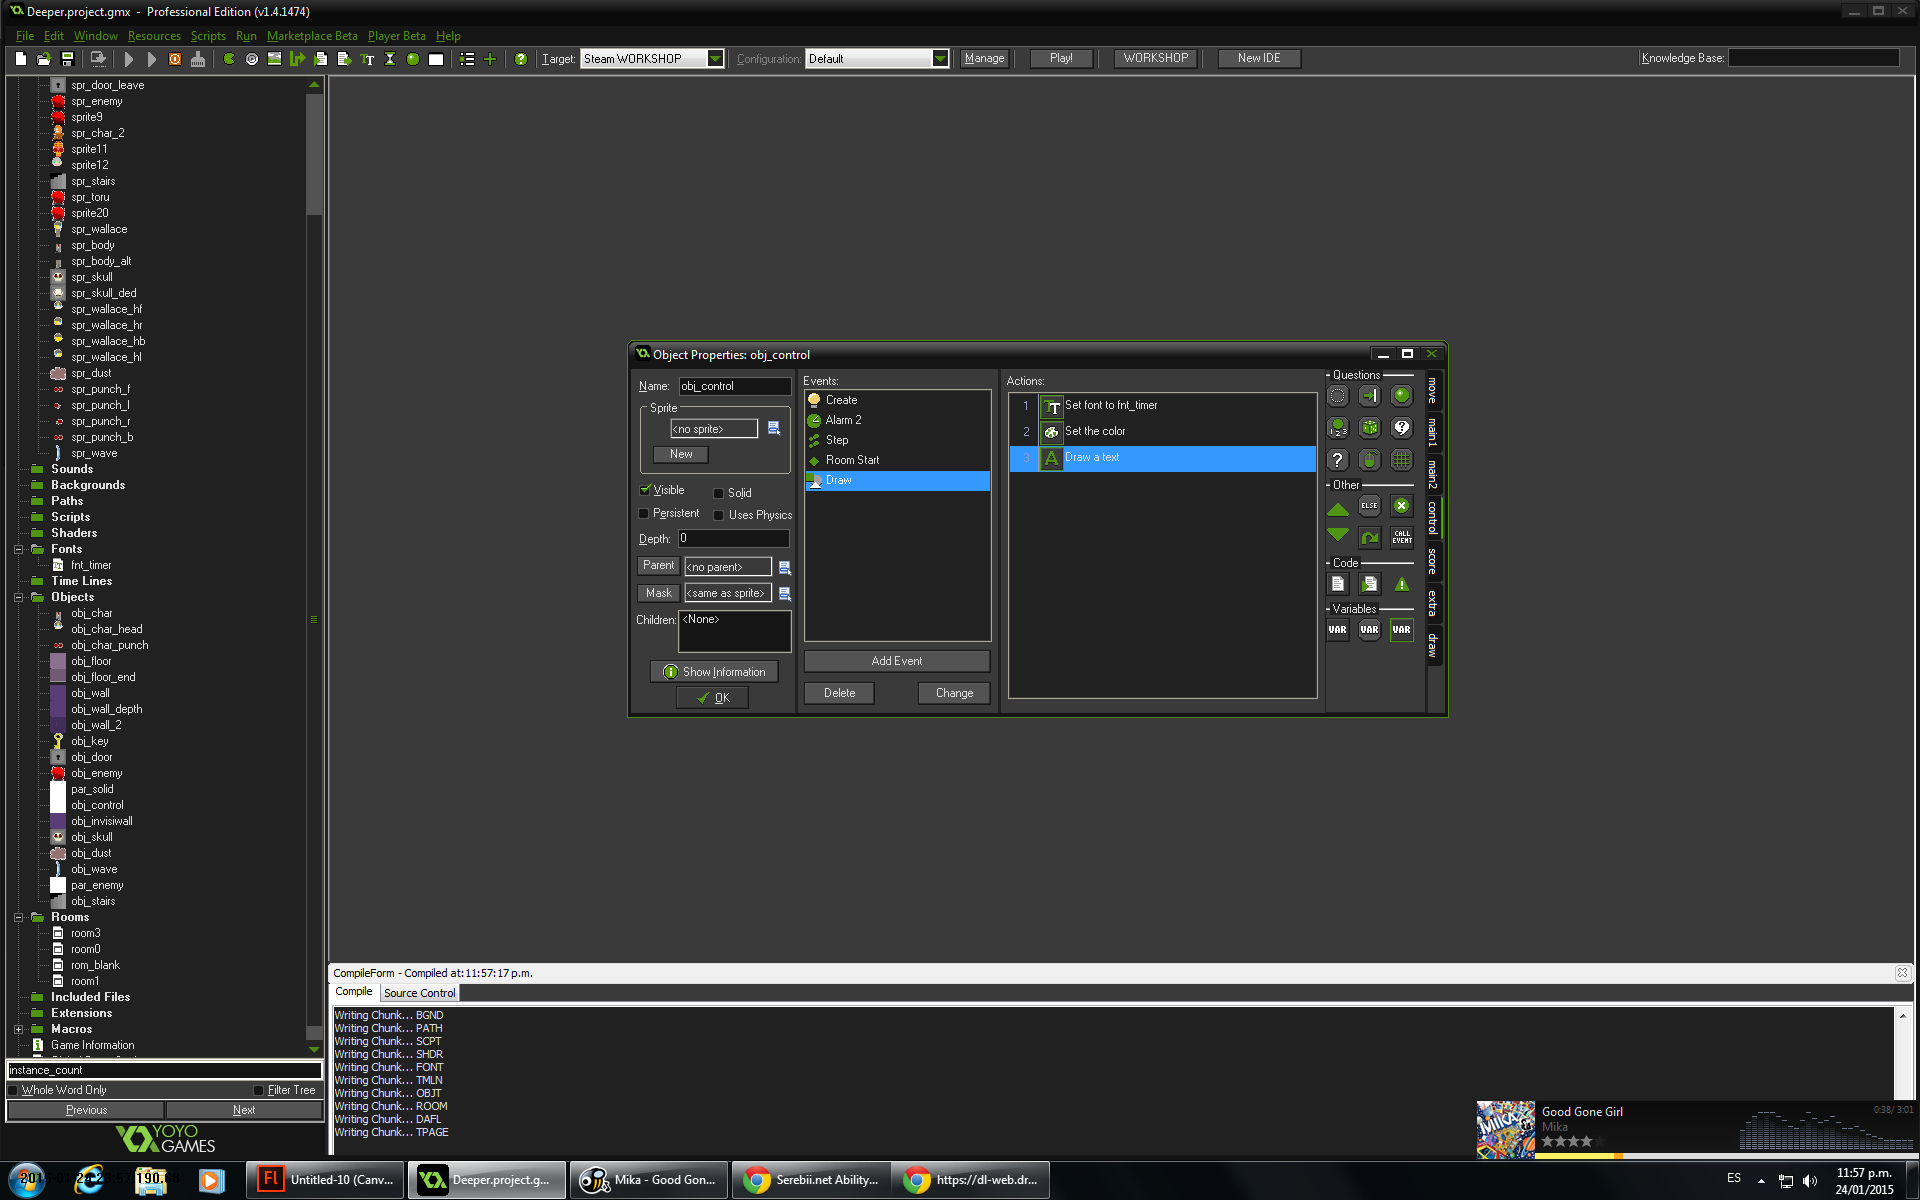 Deeper.project.gmx - Professional Edition (v1.4.1474)
File Edit Window Resources Scripts Run Marketplace Beta Player Beta Help
Target: Steam WORKSHOP Configuration: Default Manage Play! WORKSHOP New IDE Knowledge Base:
spr_door_leave
spr_enemy
sprite9
spr_char_2
sprite11
sprite12
spr_stairs
spr_toru
sprite20
spr_wallace
spr_body
spr_body_alt
spr_skull
spr_skull_ded
spr_wallace_hf
spr_wallace_hr
spr_wallace_hb
spr_wallace_hl
spr_dust
spr_punch_f
spr_punch_l
spr_punch_r
spr_punch_b
spr_wave
Sounds
Backgrounds
Paths
Scripts
Shaders
Fonts
fnt_timer
Time Lines
Objects
obj_char
obj_char_head
obj_char_punch
obj_floor
obj_floor_end
obj_wall
obj_wall_depth
obj_wall_2
obj_key
obj_door
obj_enemy
par_solid
obj_control
obj_invisiwall
obj_skull
obj_dust
obj_wave
par_enemy
obj_stairs
Rooms
room3
room0
rom_blank
room1
Included Files
Extensions
Macros
Game Information
instance_count
Whole Word Only Filter Tree
Previous Next
YOYO
GAMES
Object Properties: obj_control
Name: obj_control
Sprite
<no sprite>
New
Visible Solid
Persistent Uses Physics
Depth: 0
Parent <no parent>
Mask <same as sprite>
Children: <None>
Show Information
OK
Events:
Create
Alarm 2
Step
Room Start
Draw
Add Event
Delete Change
Actions:
1 Set font to fnt_timer
2 Set the color
3 Draw a text
Questions
Other
ELSE
CALL EVENT
Code
Variables
VAR VAR VAR
move
main1
main2
control
score
extra
draw
CompileForm - Compiled at: 11:57:17 p.m.
Compile Source Control
Writing Chunk... BGND
Writing Chunk... PATH
Writing Chunk... SCPT
Writing Chunk... SHDR
Writing Chunk... FONT
Writing Chunk... TMLN
Writing Chunk... OBJT
Writing Chunk... ROOM
Writing Chunk... DAFL
Writing Chunk... TPAGE
MIKA
Good Gone Girl
Mika
0:38/ 3:01
190.68
Untitled-10 (Canv...
Deeper.project.g...
Mika - Good Gon...
Serebii.net Ability...
https://dl-web.dr...
ES
11:57 p.m.
24/01/2015